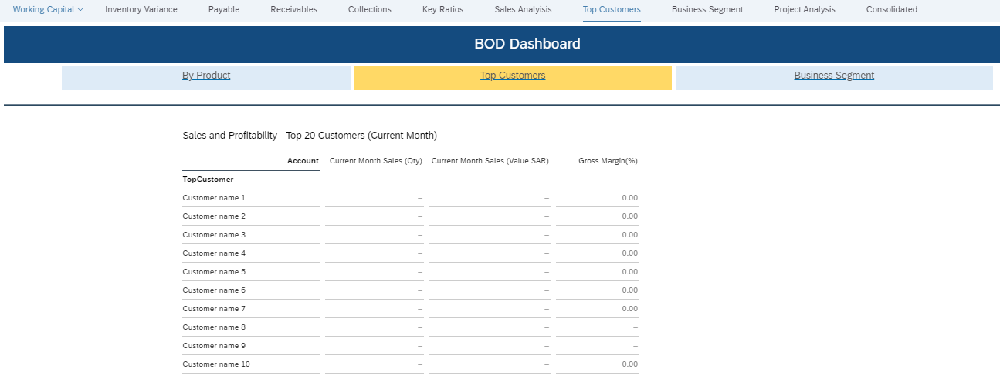 Working Capital Inventory Variance Payable Receivables Collections Key Ratios Sales Analyisis Top Customers Business Segment Project Analysis Consolidated
BOD Dashboard
By Product Top Customers Business Segment
Sales and Profitability - Top 20 Customers (Current Month)
Account Current Month Sales (Qty) Current Month Sales (Value SAR) Gross Margin(%)
TopCustomer
Customer name 1 – – 0.00
Customer name 2 – – 0.00
Customer name 3 – – 0.00
Customer name 4 – – 0.00
Customer name 5 – – 0.00
Customer name 6 – – 0.00
Customer name 7 – – 0.00
Customer name 8 – – –
Customer name 9 – – –
Customer name 10 – – 0.00